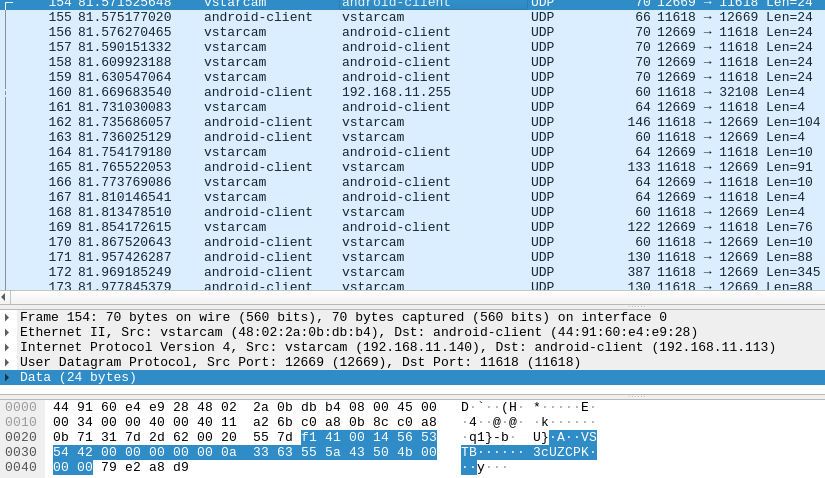 154 81.571525648 vstarcam android-client UDP 70 12669 → 11618 Len=24
155 81.575177020 android-client vstarcam UDP 66 11618 → 12669 Len=24
156 81.576270465 vstarcam android-client UDP 70 12669 → 11618 Len=24
157 81.590151332 vstarcam android-client UDP 70 12669 → 11618 Len=24
158 81.609923188 vstarcam android-client UDP 70 12669 → 11618 Len=24
159 81.630547064 vstarcam android-client UDP 70 12669 → 11618 Len=24
160 81.669683540 android-client 192.168.11.255 UDP 60 11618 → 32108 Len=4
161 81.731030083 vstarcam android-client UDP 64 12669 → 11618 Len=4
162 81.735686057 android-client vstarcam UDP 146 11618 → 12669 Len=104
163 81.736025129 android-client vstarcam UDP 60 11618 → 12669 Len=4
164 81.754179180 vstarcam android-client UDP 64 12669 → 11618 Len=10
165 81.765522053 android-client vstarcam UDP 133 11618 → 12669 Len=91
166 81.773769086 vstarcam android-client UDP 64 12669 → 11618 Len=10
167 81.810146541 vstarcam android-client UDP 64 12669 → 11618 Len=4
168 81.813478510 android-client vstarcam UDP 60 11618 → 12669 Len=4
169 81.854172615 android-client vstarcam UDP 122 11618 → 12669 Len=76
170 81.867520643 android-client vstarcam UDP 60 11618 → 12669 Len=10
171 81.957426287 android-client vstarcam UDP 130 11618 → 12669 Len=88
172 81.969185249 android-client vstarcam UDP 387 11618 → 12669 Len=345
173 81.977845379 android-client vstarcam UDP 130 11618 → 12669 Len=88
Frame 154: 70 bytes on wire (560 bits), 70 bytes captured (560 bits) on interface 0
Ethernet II, Src: vstarcam (48:02:2a:0b:db:b4), Dst: android-client (44:91:60:e4:e9:28)
Internet Protocol Version 4, Src: vstarcam (192.168.11.140), Dst: android-client (192.168.11.113)
User Datagram Protocol, Src Port: 12669 (12669), Dst Port: 11618 (11618)
Data (24 bytes)
0000 44 91 60 e4 e9 28 48 02 2a 0b db b4 08 00 45 00 D·`··(H· *·····E·
0010 00 34 00 00 40 00 40 11 a2 6b c0 a8 0b 8c c0 a8 ·4··@·@· ·k······
0020 0b 71 31 7d 2d 62 00 20 55 7d f1 41 00 14 56 53 ·q1}-b·  U}·A··VS
0030 54 42 00 00 00 00 00 0a 33 63 55 5a 43 50 4b 00 TB······ 3cUZCPK·
0040 00 00 79 e2 a8 d9 ··y···